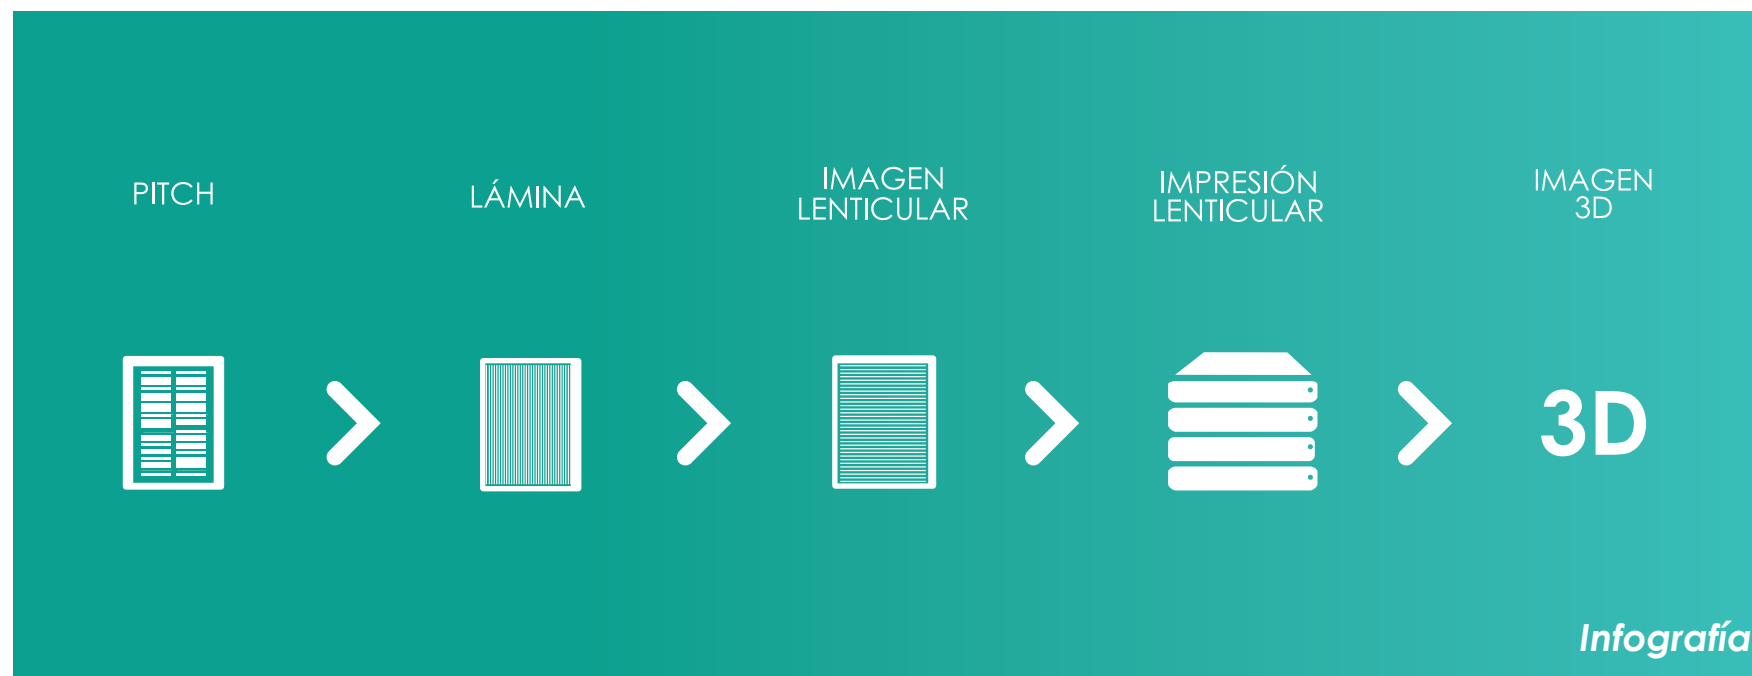 PITCH
LÁMINA
IMAGEN
LENTICULAR
IMPRESIÓN
LENTICULAR
IMAGEN
3D
3D
Infografía